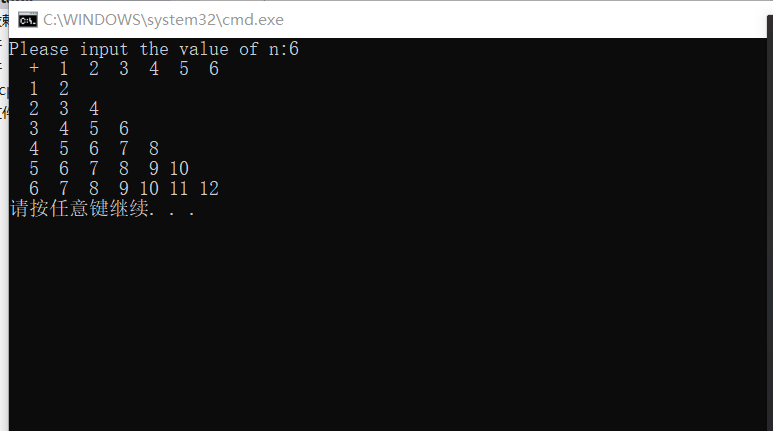 C:\WINDOWS\system32\cmd.exe
Please input the value of n:6
  +  1  2  3  4  5  6
  1  2
  2  3  4
  3  4  5  6
  4  5  6  7  8
  5  6  7  8  9 10
  6  7  8  9 10 11 12
请按任意键继续. . .